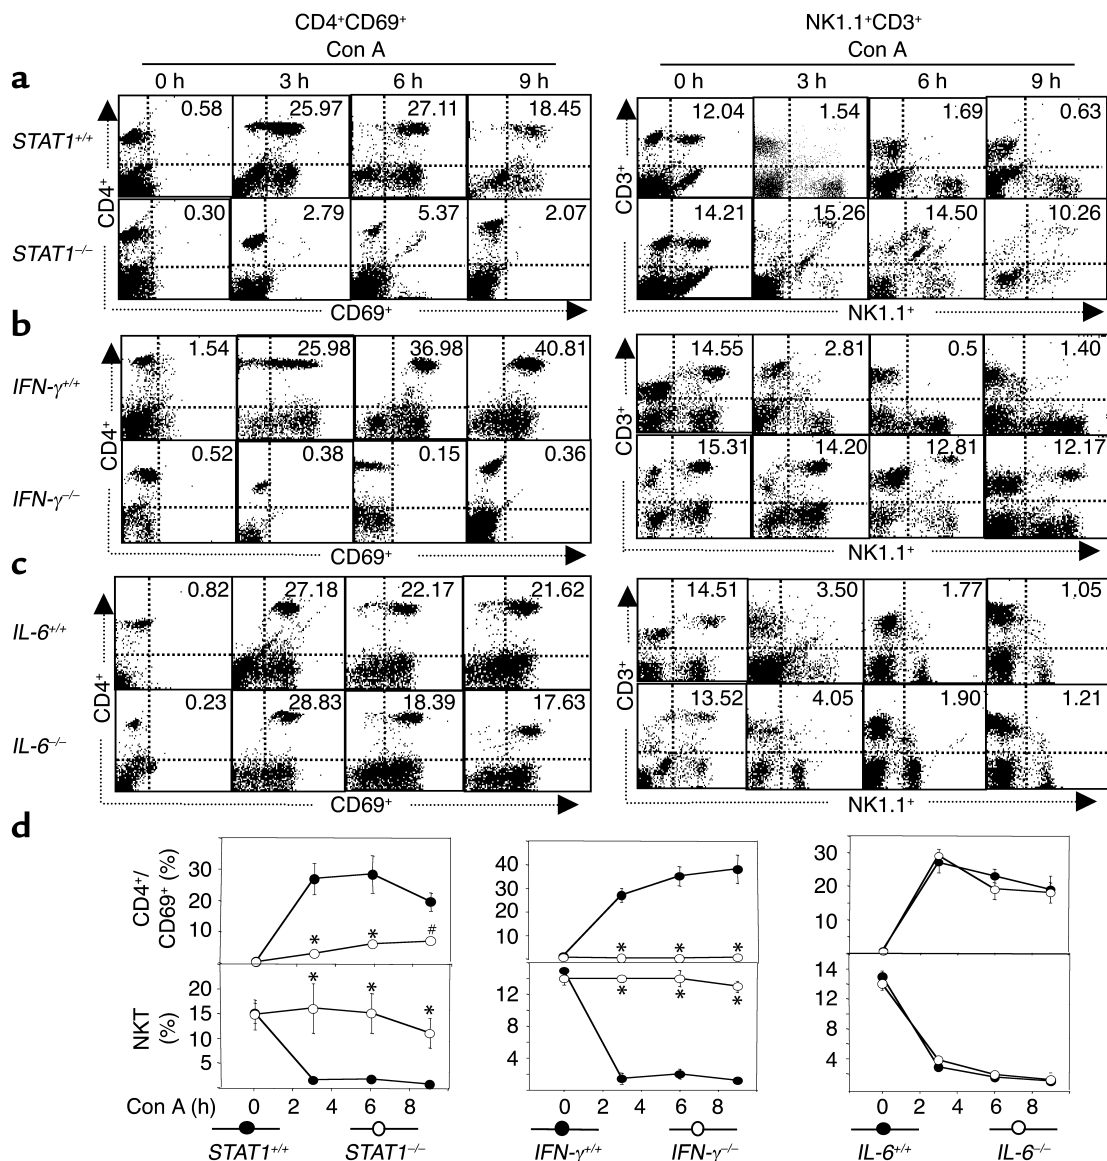 CD4⁺CD69⁺ NK1.1⁺CD3⁺
Con A Con A
a 0 h 3 h 6 h 9 h 0 h 3 h 6 h 9 h
STAT1⁺/⁺ 0.58 25.97 27.11 18.45 12.04 1.54 1.69 0.63
CD4⁺ CD3⁺
STAT1⁻/⁻ 0.30 2.79 5.37 2.07 14.21 15.26 14.50 10.26
CD69⁺ NK1.1⁺
b
IFN-γ⁺/⁺ 1.54 25.98 36.98 40.81 14.55 2.81 0.5 1.40
CD4⁺ CD3⁺
IFN-γ⁻/⁻ 0.52 0.38 0.15 0.36 15.31 14.20 12.81 12.17
CD69⁺ NK1.1⁺
c
IL-6⁺/⁺ 0.82 27.18 22.17 21.62 14.51 3.50 1.77 1.05
CD4⁺ CD3⁺
IL-6⁻/⁻ 0.23 28.83 18.39 17.63 13.52 4.05 1.90 1.21
CD69⁺ NK1.1⁺
d
CD4⁺/
CD69⁺ (%)
30
20
10
* * #
40
30
20
10
* * *
30
20
10
NKT
(%)
20
15
10
5
* * *
12
8
4
* * *
14
12
8
4
Con A (h) 0 2 4 6 8 0 2 4 6 8 0 2 4 6 8
STAT1⁺/⁺ STAT1⁻/⁻ IFN-γ⁺/⁺ IFN-γ⁻/⁻ IL-6⁺/⁺ IL-6⁻/⁻